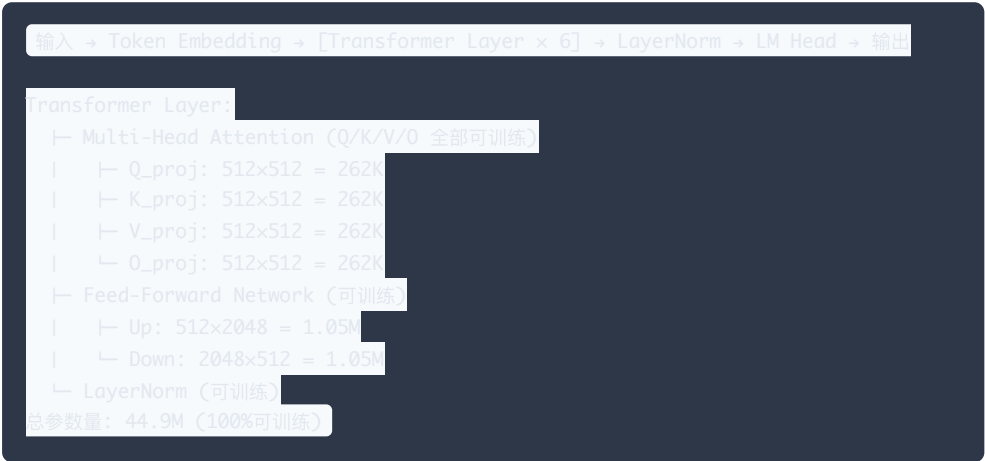 输入 → Token Embedding → [Transformer Layer × 6] → LayerNorm → LM Head → 输出
Transformer Layer:
├─ Multi-Head Attention (Q/K/V/O 全部可训练)
│   ├─ Q_proj: 512×512 = 262K
│   ├─ K_proj: 512×512 = 262K
│   ├─ V_proj: 512×512 = 262K
│   └─ O_proj: 512×512 = 262K
├─ Feed-Forward Network (可训练)
│   ├─ Up: 512×2048 = 1.05M
│   └─ Down: 2048×512 = 1.05M
└─ LayerNorm (可训练)
总参数量: 44.9M (100%可训练)